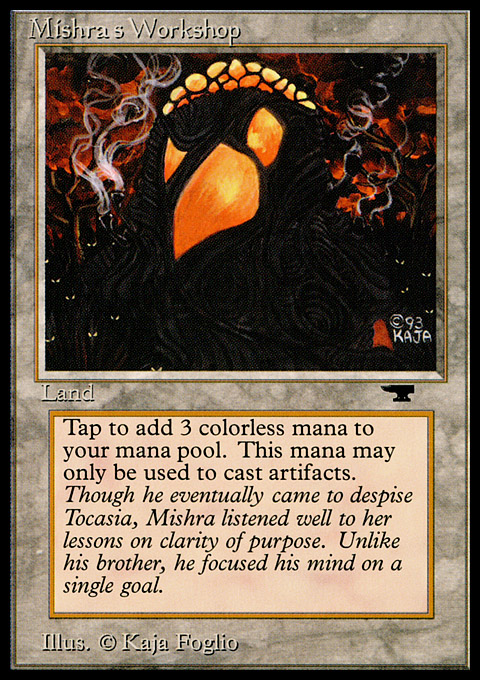 Mishra's Workshop
©93
KAJA
Land
Tap to add 3 colorless mana to
your mana pool. This mana may
only be used to cast artifacts.
Though he eventually came to despise
Tocasia, Mishra listened well to her
lessons on clarity of purpose. Unlike
his brother, he focused his mind on a
single goal.
Illus. © Kaja Foglio